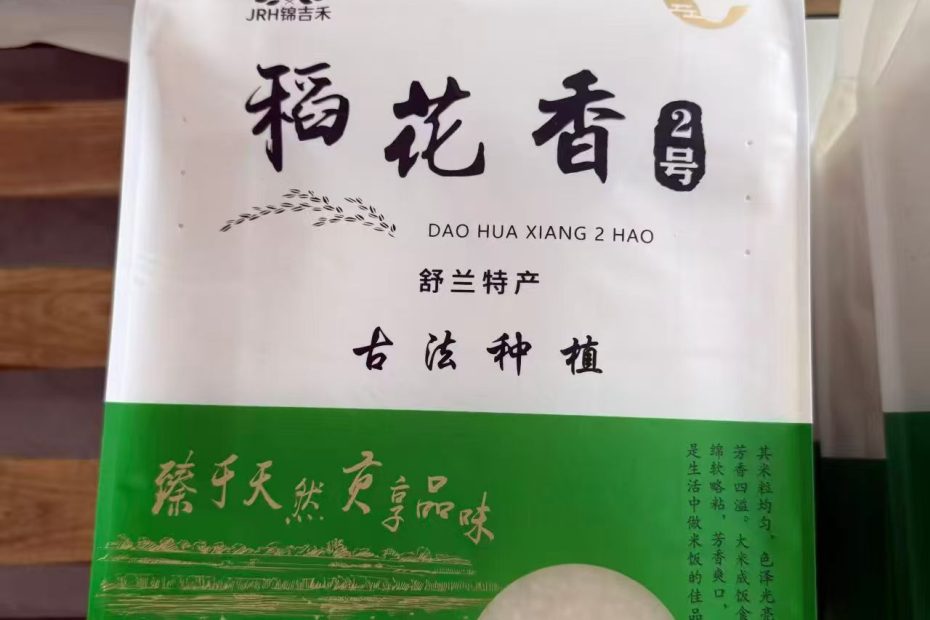 JRH锦吉禾
稻花香
2号
DAO HUA XIANG 2 HAO
舒兰特产
古法种植
臻于天然 贡享品味
其米粒均匀，色泽光亮
芳香四溢。大米成饭食
绵软略粘，芳香爽口，
是生活中做米饭的佳品